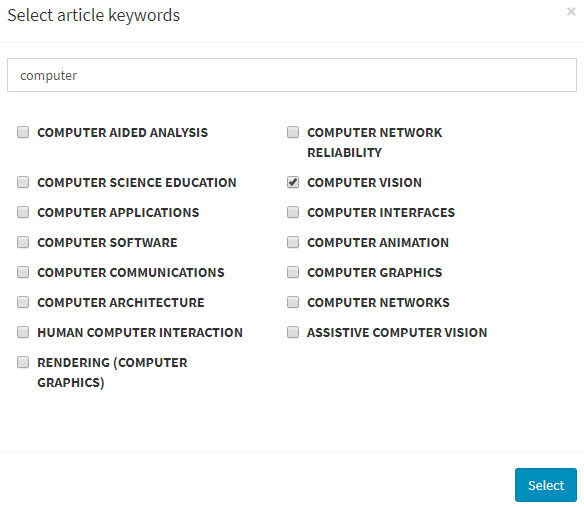 Select article keywords
×
computer
COMPUTER AIDED ANALYSIS
COMPUTER NETWORK
RELIABILITY
COMPUTER SCIENCE EDUCATION
COMPUTER VISION
COMPUTER APPLICATIONS
COMPUTER INTERFACES
COMPUTER SOFTWARE
COMPUTER ANIMATION
COMPUTER COMMUNICATIONS
COMPUTER GRAPHICS
COMPUTER ARCHITECTURE
COMPUTER NETWORKS
HUMAN COMPUTER INTERACTION
ASSISTIVE COMPUTER VISION
RENDERING (COMPUTER
GRAPHICS)
Select